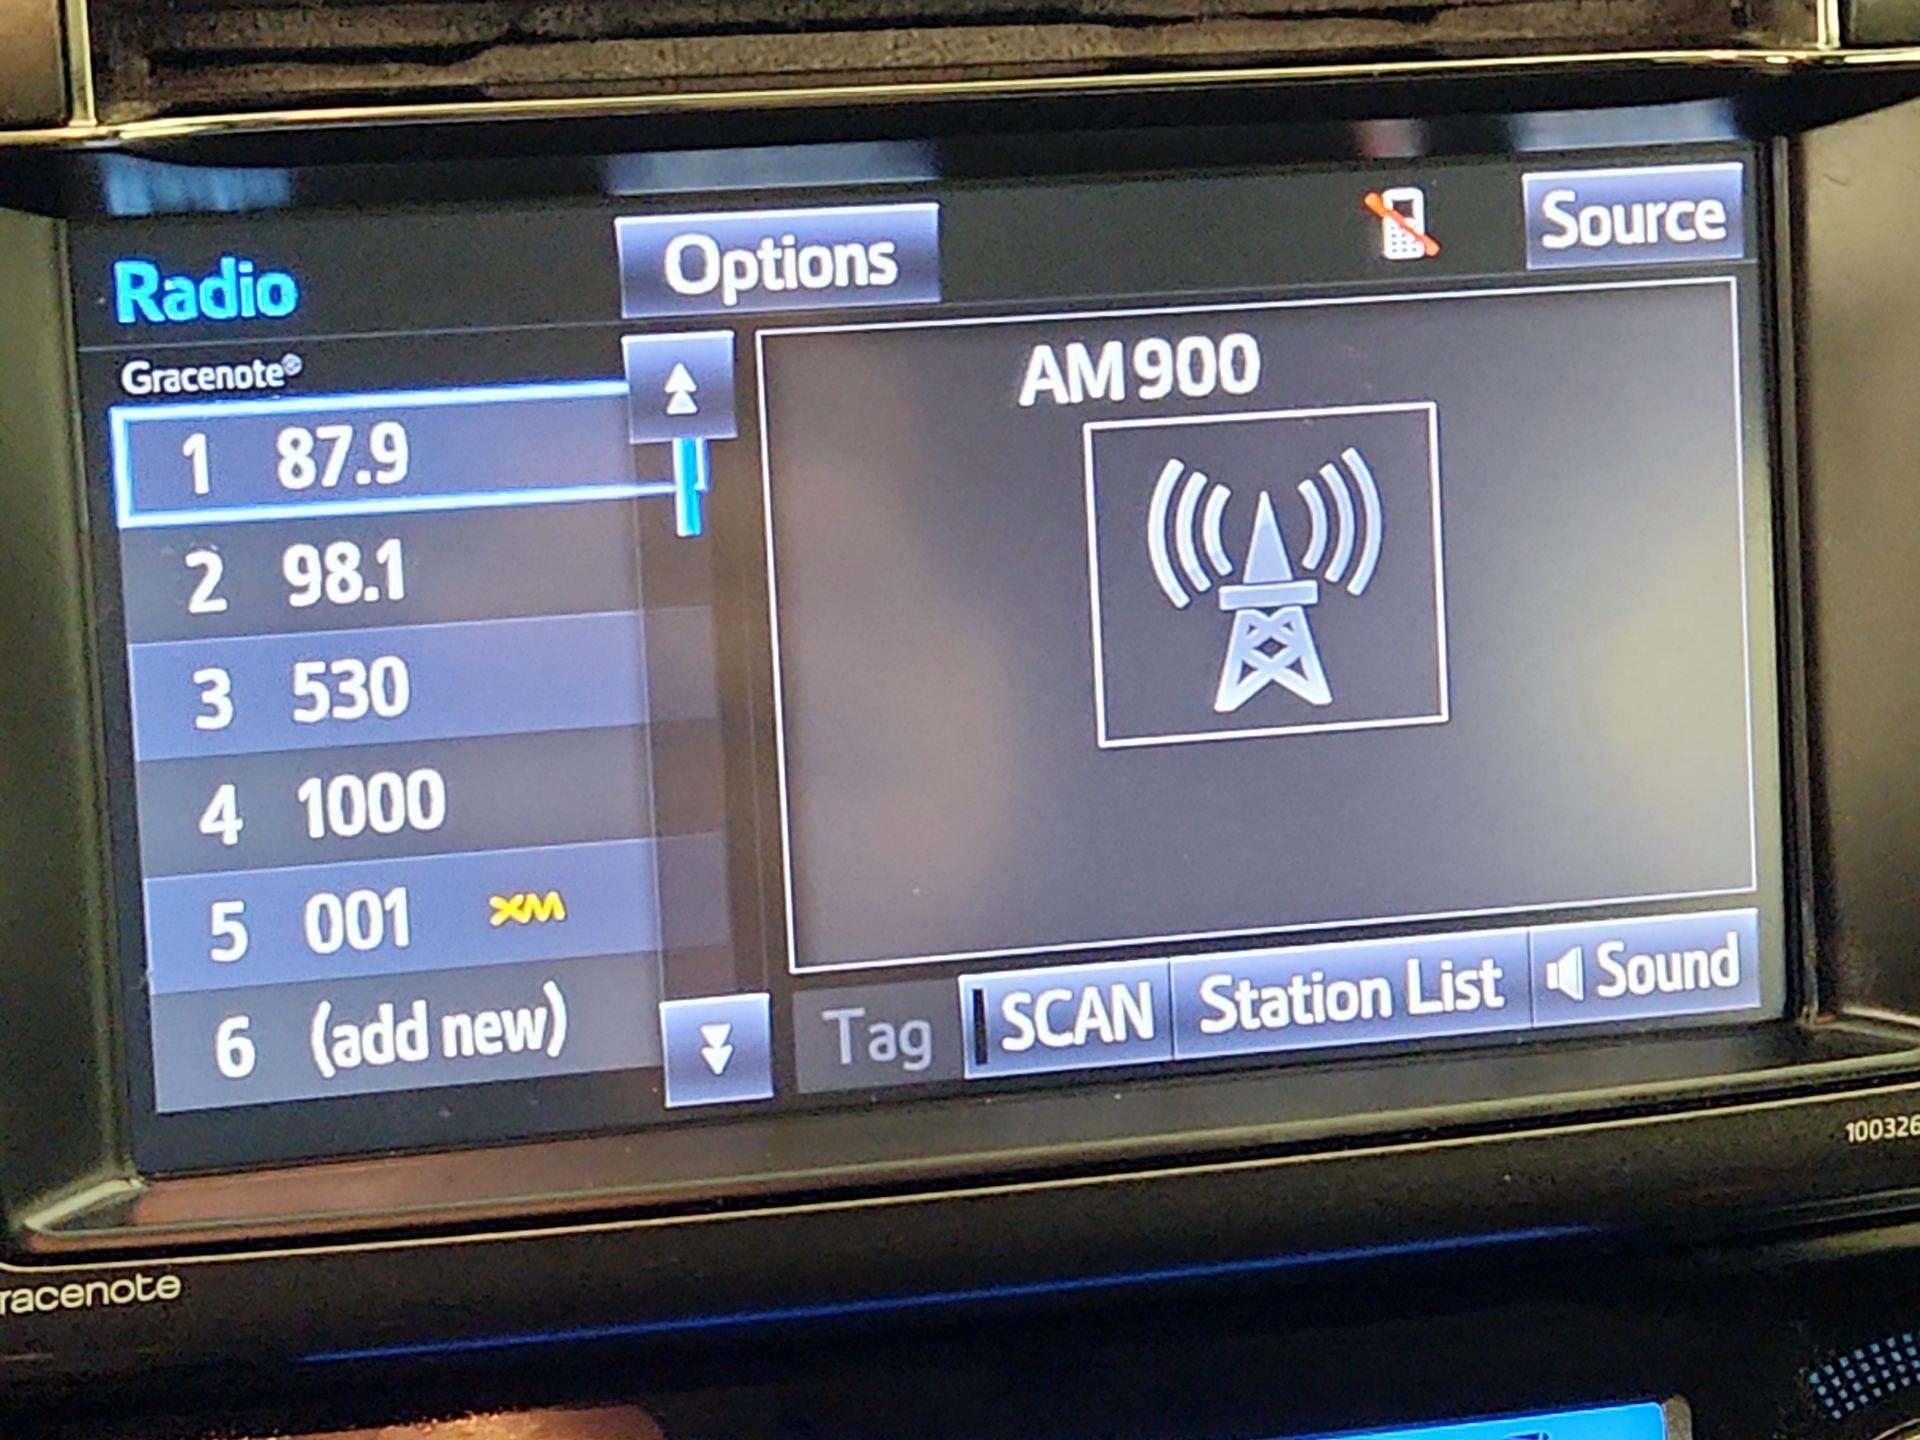 Radio
Options
Source
Gracenote®
1 87.9
2 98.1
3 530
4 1000
5 001 XM
6 (add new)
AM 900
Tag
SCAN
Station List
Sound
100326
racenote